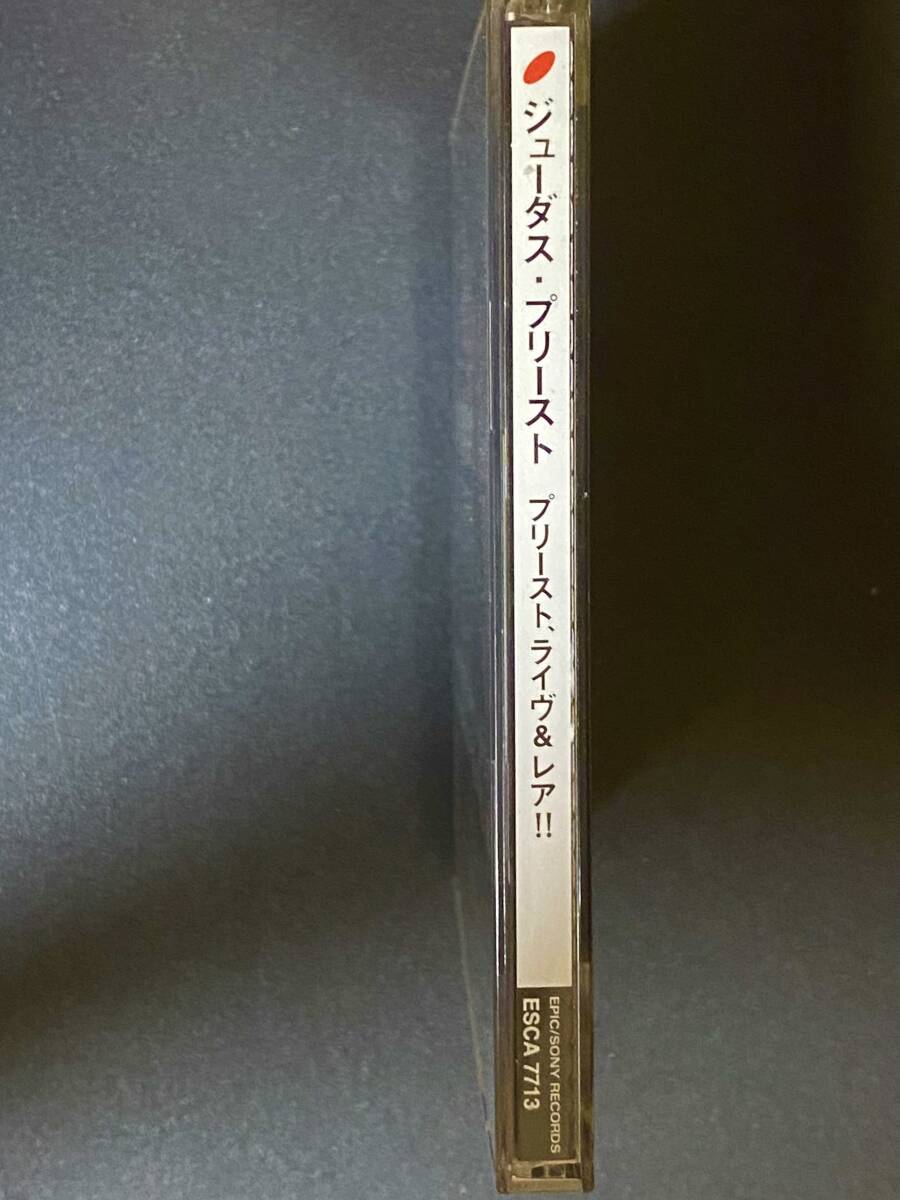 ジューダス・プリースト プリースト、ライヴ&レア!!
EPIC/SONY RECORDS
ESCA 7713